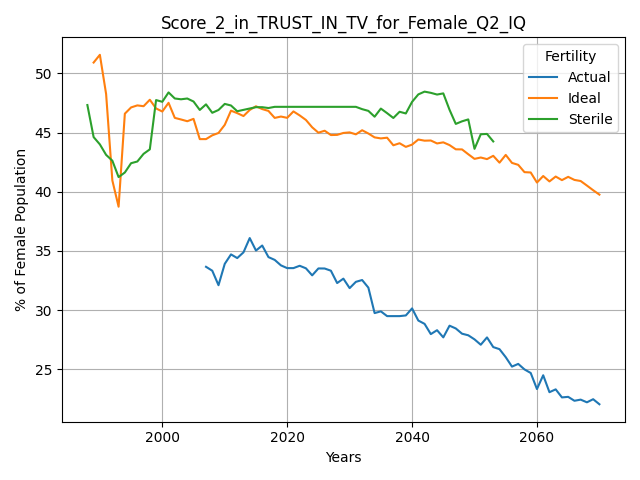 Score_2_in_TRUST_IN_TV_for_Female_Q2_IQ
Fertility
Actual
Ideal
Sterile
% of Female Population
50
45
40
35
30
25
2000
2020
2040
2060
Years